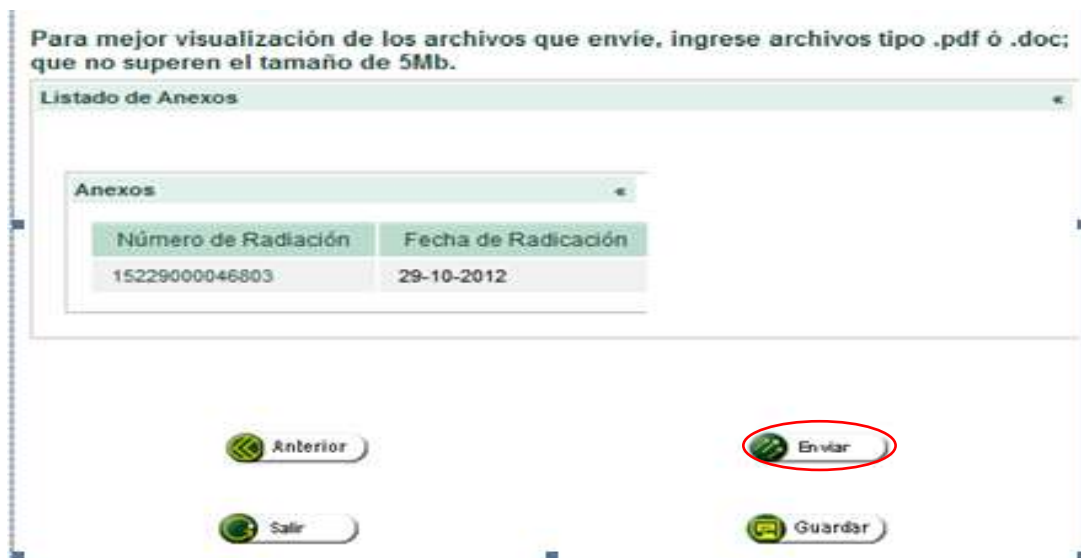 Para mejor visualización de los archivos que envíe, ingrese archivos tipo .pdf ó .doc;
que no superen el tamaño de 5Mb.
Listado de Anexos «
Anexos «
Número de Radiación Fecha de Radicación
15229000046803 29-10-2012
Anterior Enviar
Salir Guardar